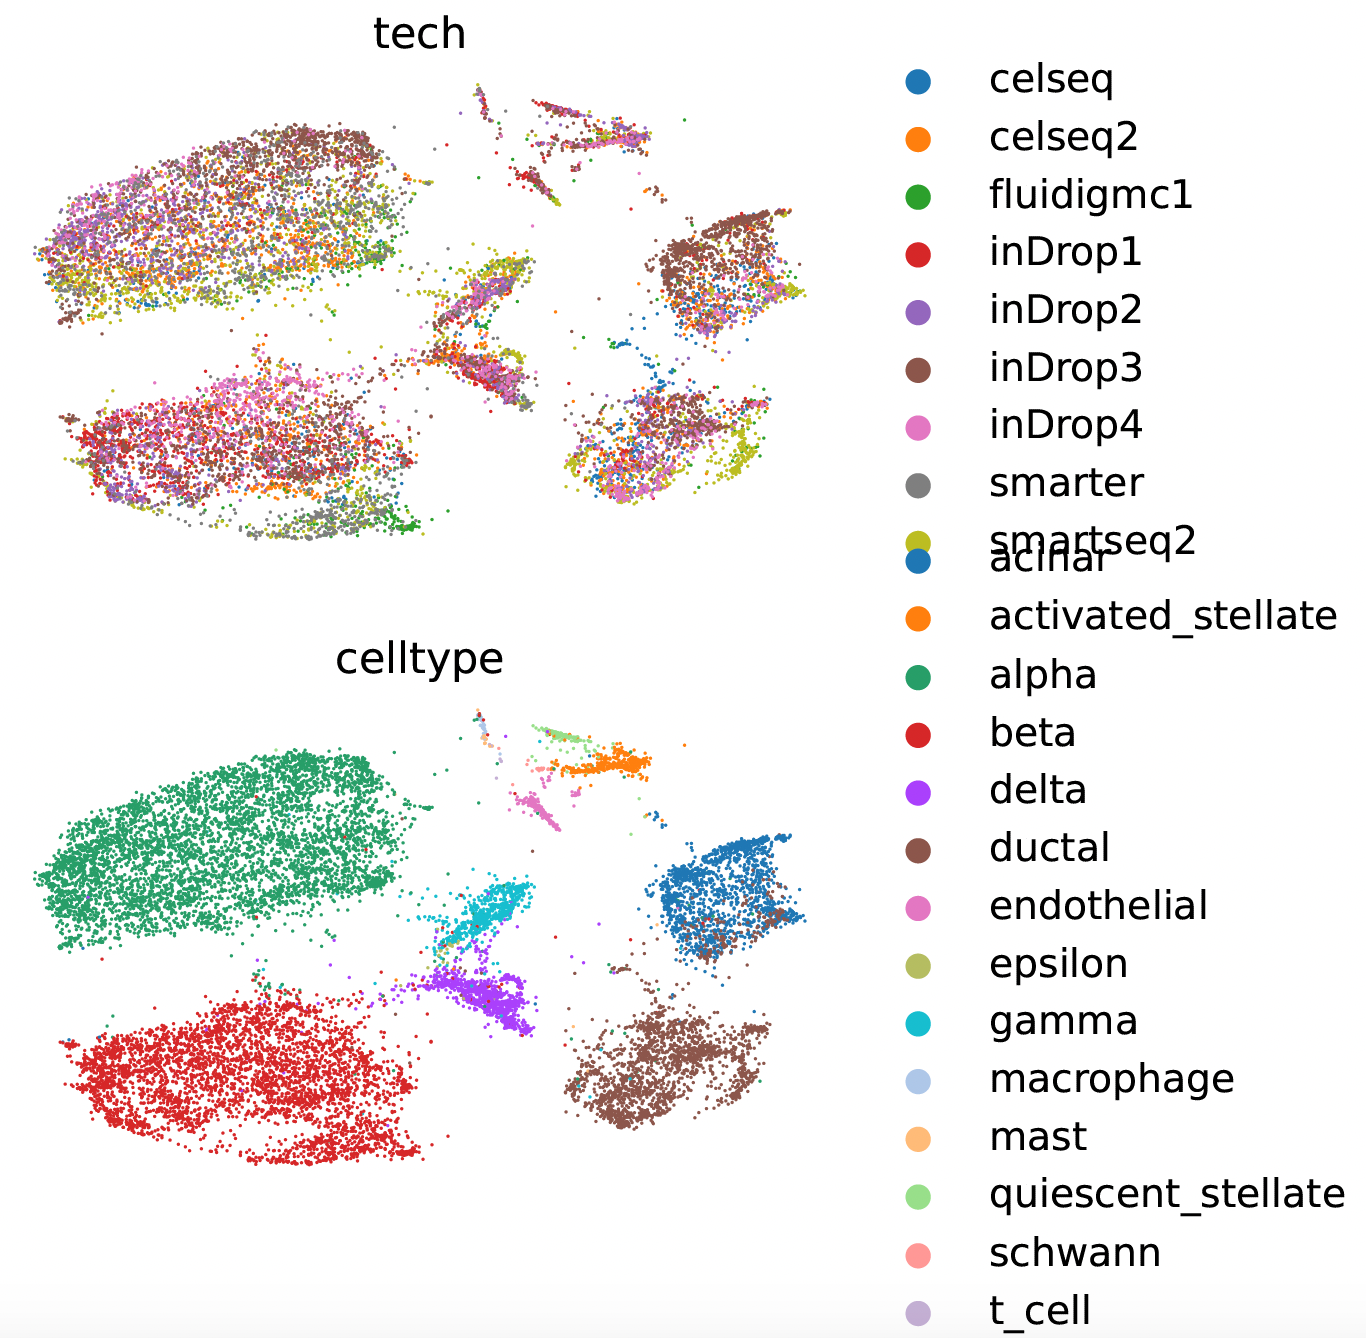 tech
celseq
celseq2
fluidigmc1
inDrop1
inDrop2
inDrop3
inDrop4
smarter
smartseq2
acinar
activated_stellate
celltype
alpha
beta
delta
ductal
endothelial
epsilon
gamma
macrophage
mast
quiescent_stellate
schwann
t_cell